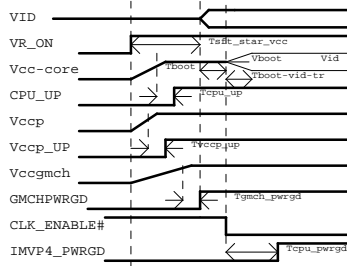 VID
VR_ON Tsft_star_vcc
Vcc-core Tboot Vboot Vid
Tboot-vid-tr
CPU_UP Tcpu_up
Vccp
Vccp_UP Tvccp_up
Vccgmch
GMCHPWRGD Tgmch_pwrgd
CLK_ENABLE#
IMVP4_PWRGD Tcpu_pwrgd